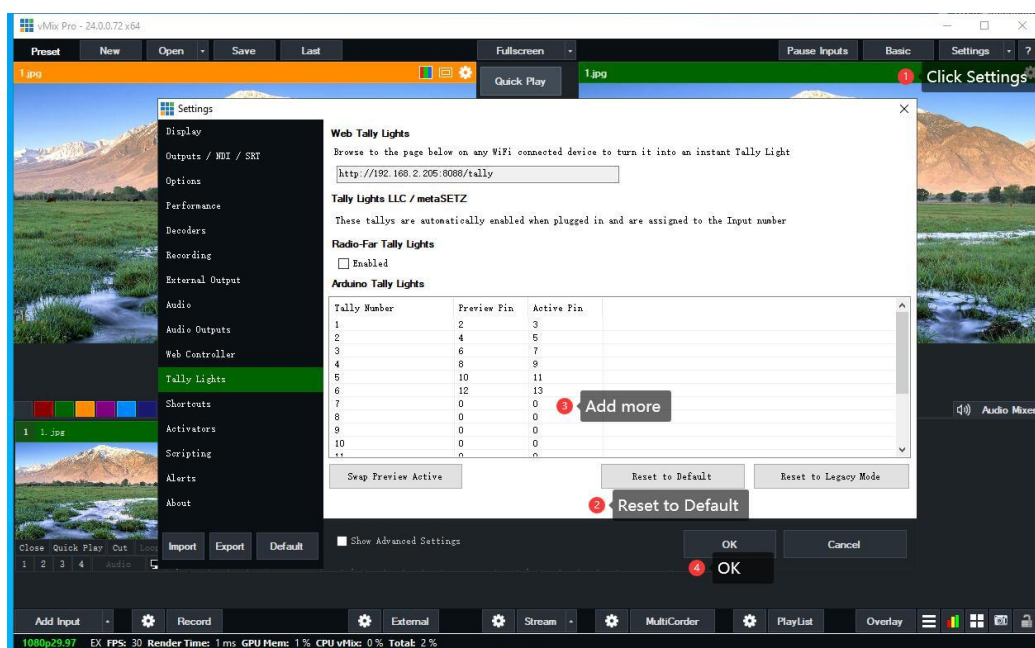 vMix Pro - 24.0.0.72 x64
Preset New Open Save Last Fullscreen Pause Inputs Basic Settings ?
1.jpg Quick Play 1.jpg
1 Click Settings
Settings
Display
Outputs / NDI / SRT
Options
Performance
Decoders
Recording
External Output
Audio
Audio Outputs
Web Controller
Tally Lights
Shortcuts
Activators
Scripting
Alerts
About
Import Export Default
Web Tally Lights
Browse to the page below on any WiFi connected device to turn it into an instant Tally Light
http://192.168.2.205:8088/tally
Tally Lights LLC / metaSETZ
These tallys are automatically enabled when plugged in and are assigned to the Input number
Radio-Far Tally Lights
Enabled
Arduino Tally Lights
Tally Number Preview Pin Active Pin
1 2 3
2 4 5
3 6 7
4 8 9
5 10 11
6 12 13
7 0 0
8 0 0
9 0 0
10 0 0
11 0 0
3 Add more
Swap Preview Active Reset to Default Reset to Legacy Mode
2 Reset to Default
Show Advanced Settings OK Cancel
4 OK
Audio Mixer
1 1.jpg
Close Quick Play Cut Loop
1 2 3 4 Audio
Add Input Record External Stream MultiCorder PlayList Overlay
1080p29.97 EX FPS: 30 Render Time: 1 ms GPU Mem: 1 % CPU vMix: 0 % Total: 2 %